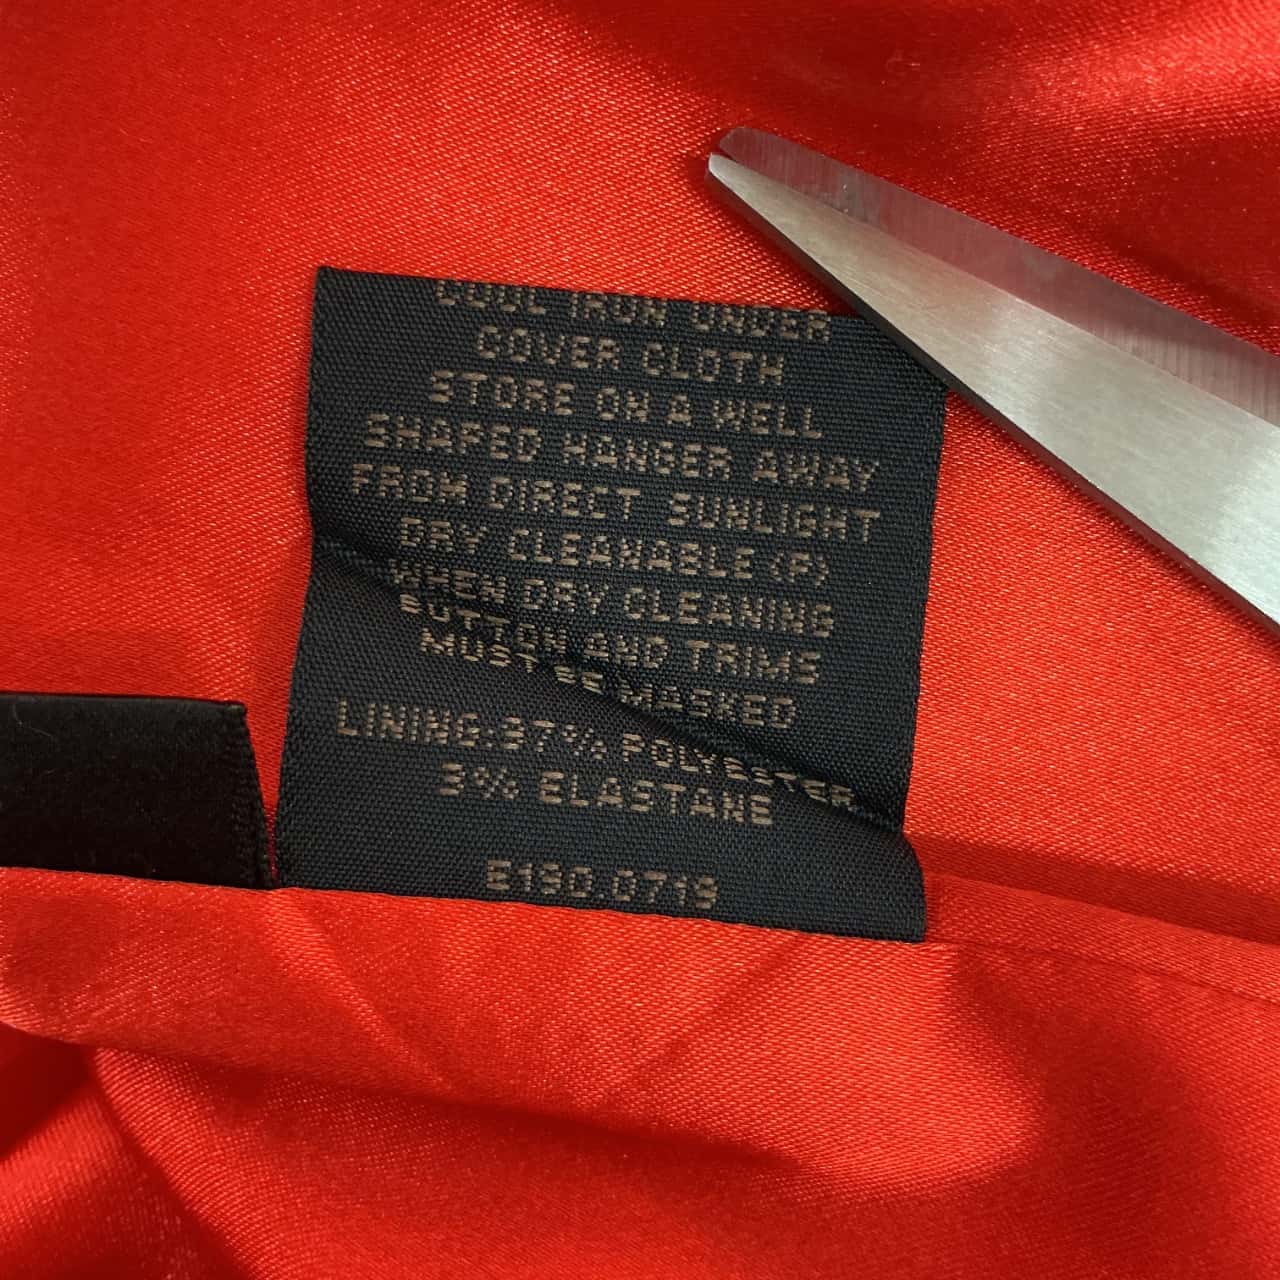 COOL IRON UNDER
COVER CLOTH
STORE ON A WELL
SHAPED HANGER AWAY
FROM DIRECT SUNLIGHT
DRY CLEANABLE (P)
WHEN DRY CLEANING
BUTTON AND TRIMS
MUST BE MASKED
LINING:97% POLYESTER
3% ELASTANE
E190.0719